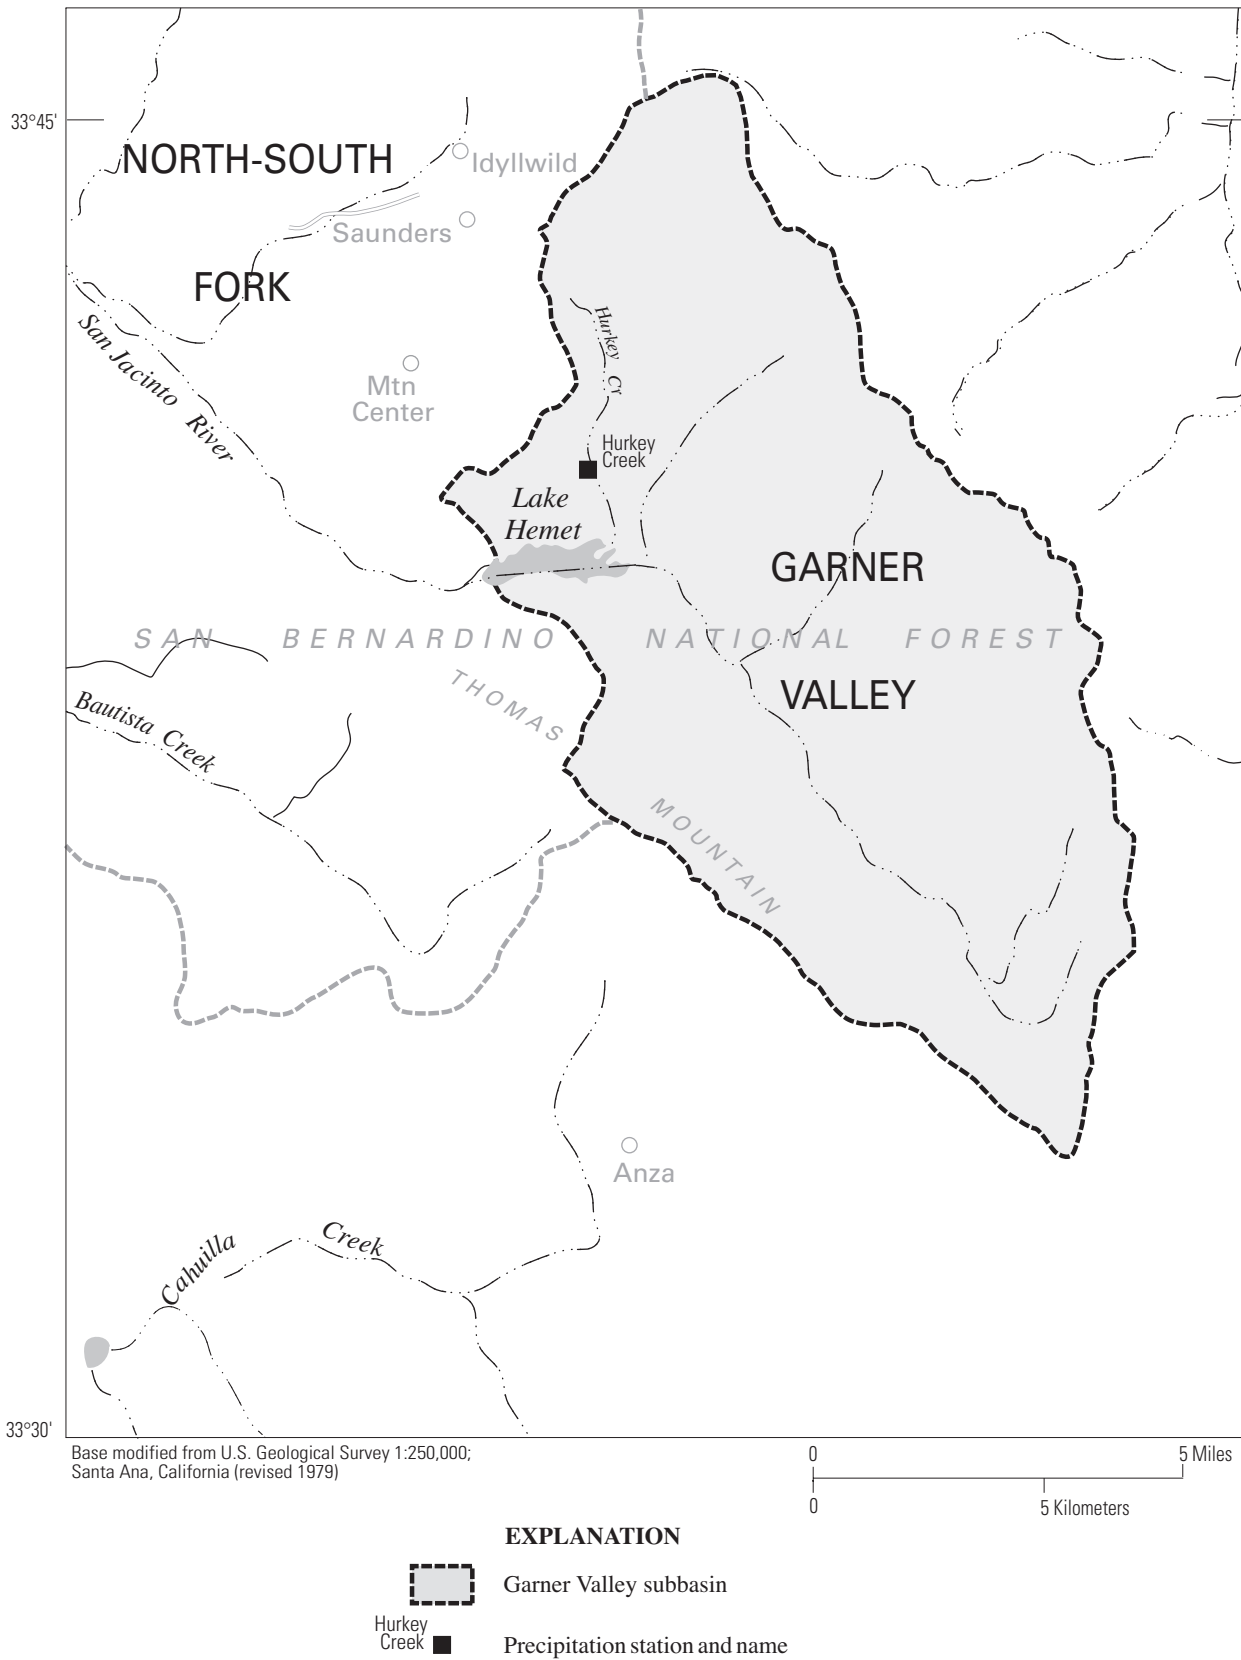 33°45'
NORTH-SOUTH
Idyllwild
Saunders
FORK
San Jacinto River
Hurkey Cr
Mtn
Center
Hurkey
Creek
Lake
Hemet
GARNER
SAN BERNARDINO NATIONAL FOREST
THOMAS
VALLEY
Bautista Creek
MOUNTAIN
Anza
Cahuilla Creek
33°30'
Base modified from U.S. Geological Survey 1:250,000;
Santa Ana, California (revised 1979)
0 5 Miles
0 5 Kilometers
EXPLANATION
Garner Valley subbasin
Hurkey
Creek
Precipitation station and name